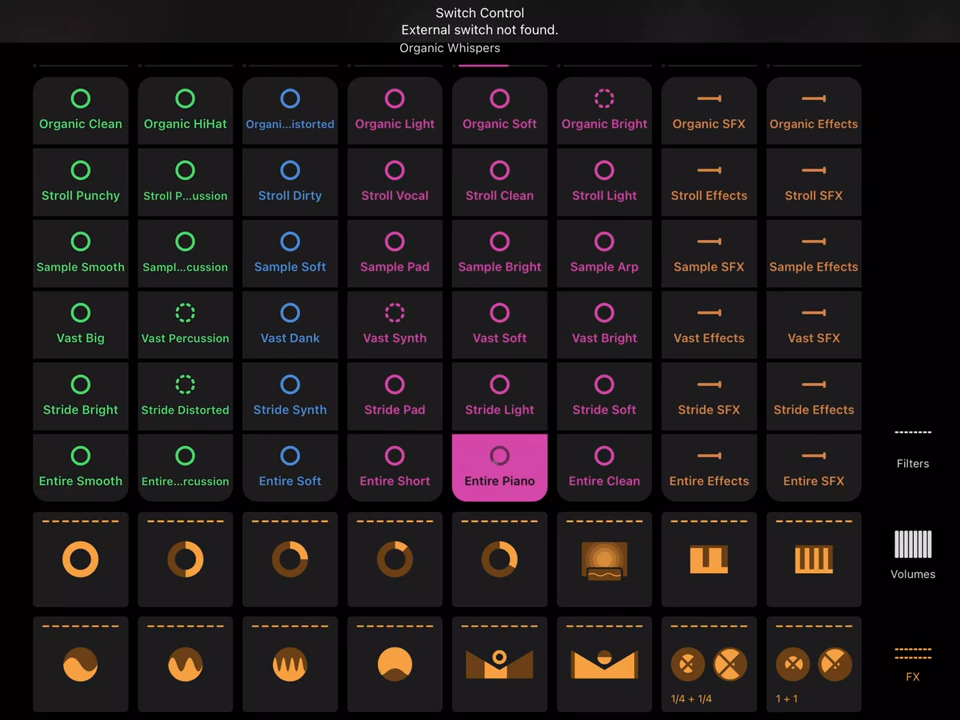 Switch Control
External switch not found.
Organic Whispers
Organic Clean
Organic HiHat
Organi...istorted
Organic Light
Organic Soft
Organic Bright
Organic SFX
Organic Effects
Stroll Punchy
Stroll P...ussion
Stroll Dirty
Stroll Vocal
Stroll Clean
Stroll Light
Stroll Effects
Stroll SFX
Sample Smooth
Sampl...cussion
Sample Soft
Sample Pad
Sample Bright
Sample Arp
Sample SFX
Sample Effects
Vast Big
Vast Percussion
Vast Dank
Vast Synth
Vast Soft
Vast Bright
Vast Effects
Vast SFX
Stride Bright
Stride Distorted
Stride Synth
Stride Pad
Stride Light
Stride Soft
Stride SFX
Stride Effects
Filters
Entire Smooth
Entire...rcussion
Entire Soft
Entire Short
Entire Piano
Entire Clean
Entire Effects
Entire SFX
Volumes
FX
1/4 + 1/4
1 + 1